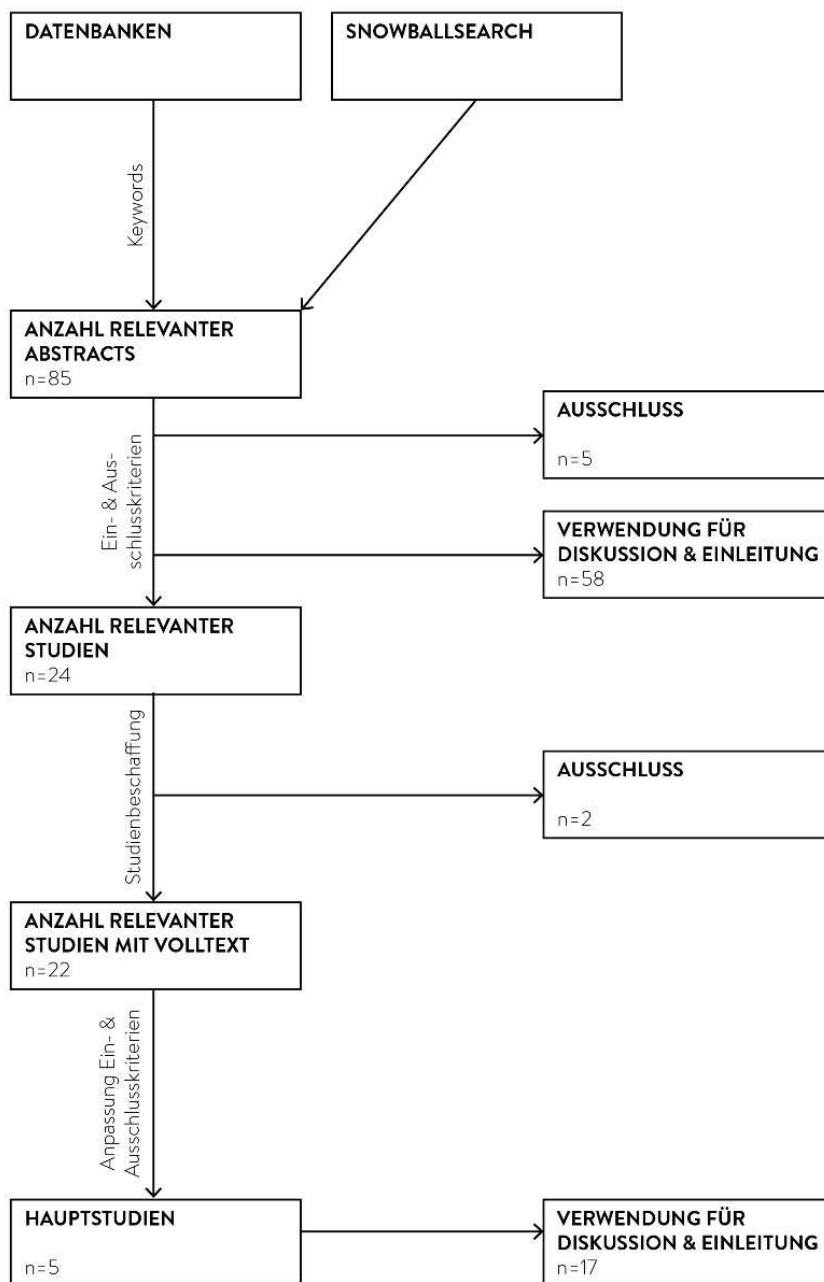 DATENBANKEN
SNOWBALLSEARCH
Keywords
ANZAHL RELEVANTER
ABSTRACTS
n=85
Ein- & Aus-
schlusskriterien
AUSSCHLUSS
n=5
VERWENDUNG FÜR
DISKUSSION & EINLEITUNG
n=58
ANZAHL RELEVANTER
STUDIEN
n=24
Studienbeschaffung
AUSSCHLUSS
n=2
ANZAHL RELEVANTER
STUDIEN MIT VOLLTEXT
n=22
Anpassung Ein- &
Ausschlusskriterien
HAUPTSTUDIEN
n=5
VERWENDUNG FÜR
DISKUSSION & EINLEITUNG
n=17